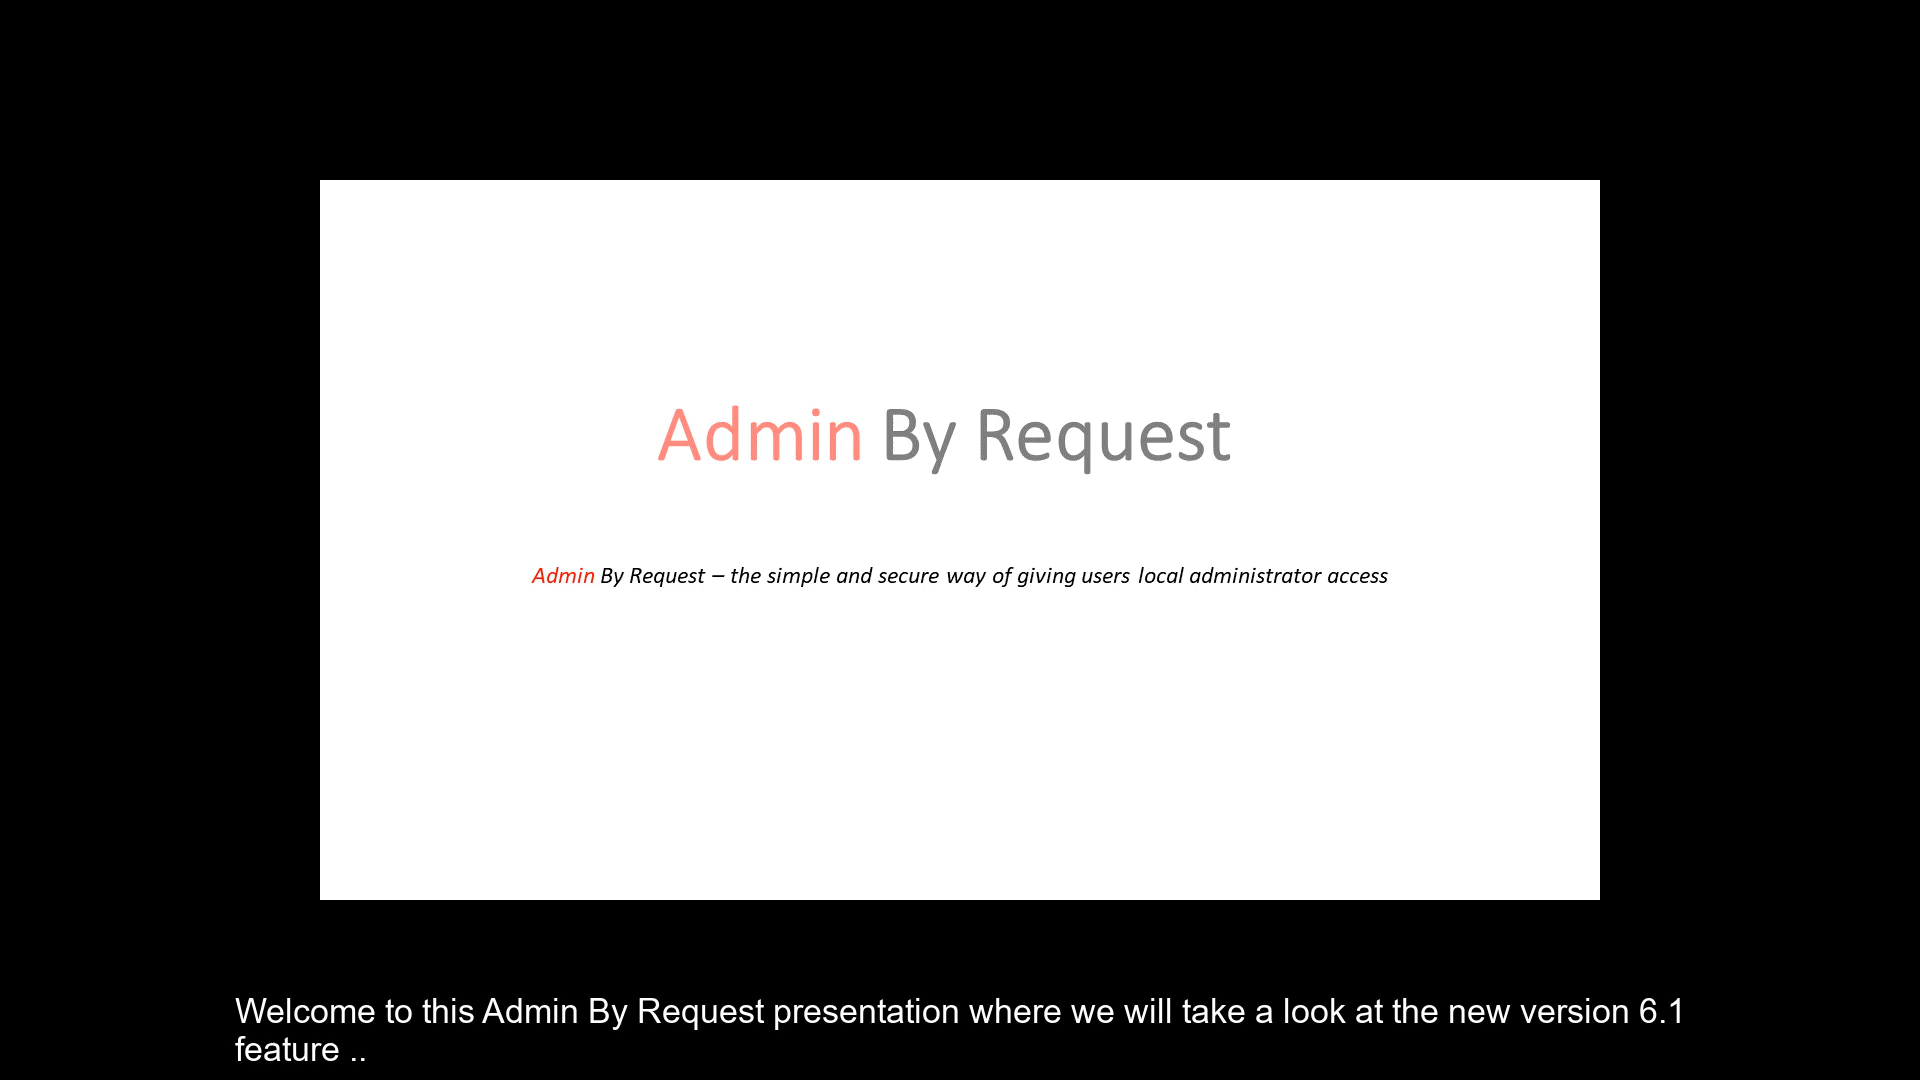 Admin By Request
Admin By Request – the simple and secure way of giving users local administrator access
Welcome to this Admin By Request presentation where we will take a look at the new version 6.1
feature ..